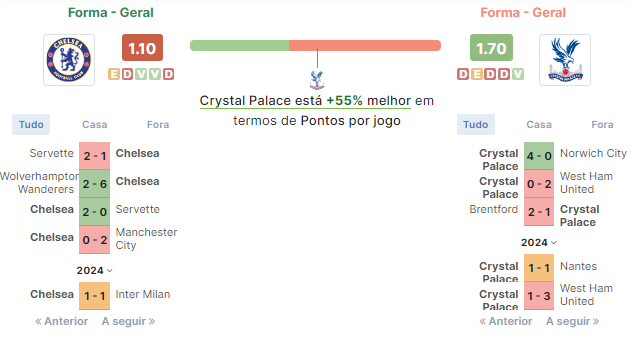 Forma - Geral
1.10
E D V V D
Crystal Palace está +55% melhor em
termos de Pontos por jogo
Tudo Casa Fora
Servette 2 - 1 Chelsea
Wolverhampton
Wanderers 2 - 6 Chelsea
Chelsea 2 - 0 Servette
Chelsea 0 - 2 Manchester
City
2024
Chelsea 1 - 1 Inter Milan
« Anterior A seguir »
Forma - Geral
1.70
D E D D V
Tudo Casa Fora
Crystal
Palace 4 - 0 Norwich City
Crystal
Palace 0 - 2 West Ham
United
Brentford 2 - 1 Crystal
Palace
2024
Crystal
Palace 1 - 1 Nantes
Crystal
Palace 1 - 3 West Ham
United
« Anterior A seguir »